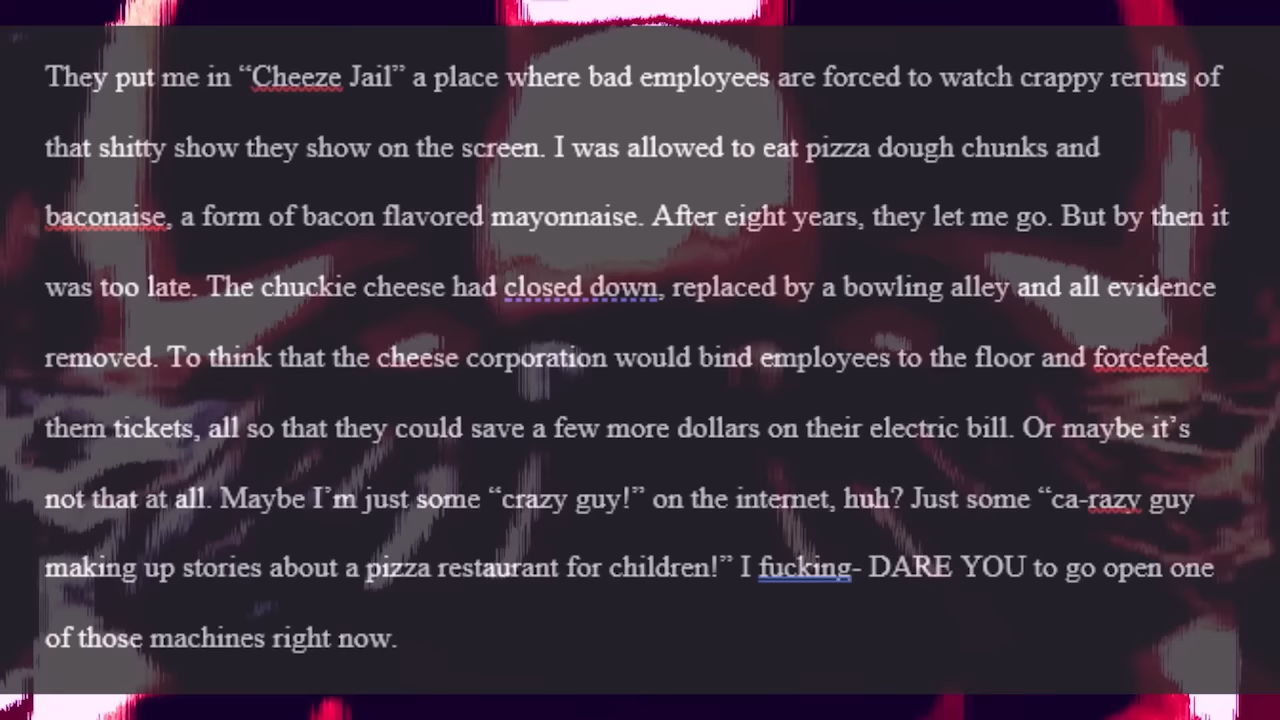 They put me in “Cheeze Jail” a place where bad employees are forced to watch crappy reruns of
that shitty show they show on the screen. I was allowed to eat pizza dough chunks and
baconaise, a form of bacon flavored mayonnaise. After eight years, they let me go. But by then it
was too late. The chuckie cheese had closed down, replaced by a bowling alley and all evidence
removed. To think that the cheese corporation would bind employees to the floor and forcefeed
them tickets, all so that they could save a few more dollars on their electric bill. Or maybe it’s
not that at all. Maybe I’m just some “crazy guy!” on the internet, huh? Just some “ca-razy guy
making up stories about a pizza restaurant for children!” I fucking- DARE YOU to go open one
of those machines right now.